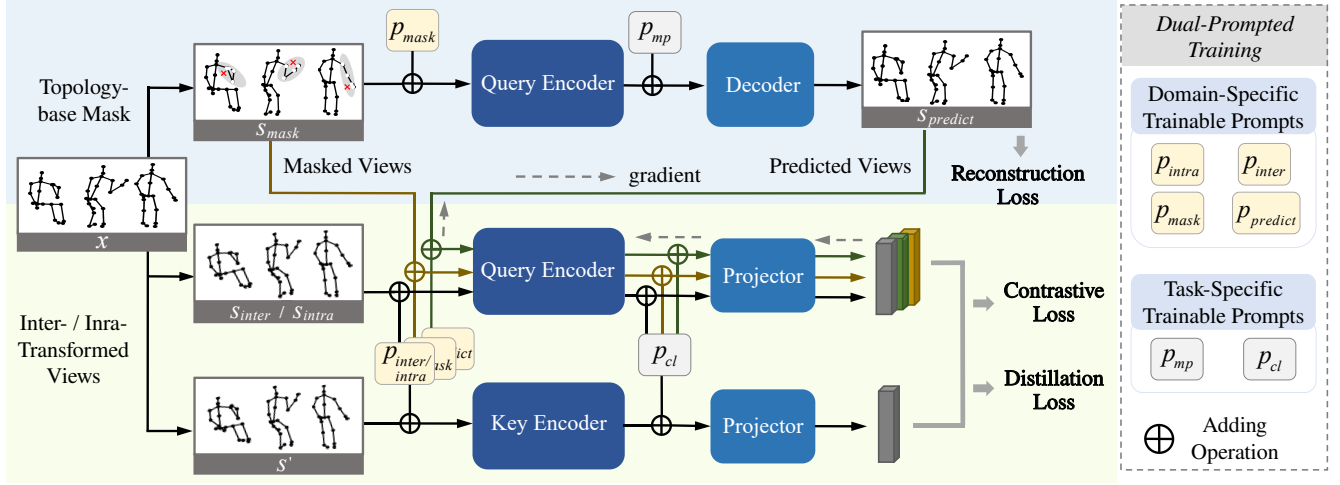 Topology-
base Mask
x
Inter- / Inra-
Transformed
Views
s_mask
p_mask
Query Encoder
p_mp
Decoder
s_predict
Masked Views
gradient
Predicted Views
Reconstruction
Loss
s_inter / s_intra
Query Encoder
Projector
Contrastive
Loss
p_inter/
intra
ask
ict
p_cl
Distillation
Loss
s'
Key Encoder
Projector
Dual-Prompted
Training
Domain-Specific
Trainable Prompts
p_intra
p_inter
p_mask
p_predict
Task-Specific
Trainable Prompts
p_mp
p_cl
Adding
Operation